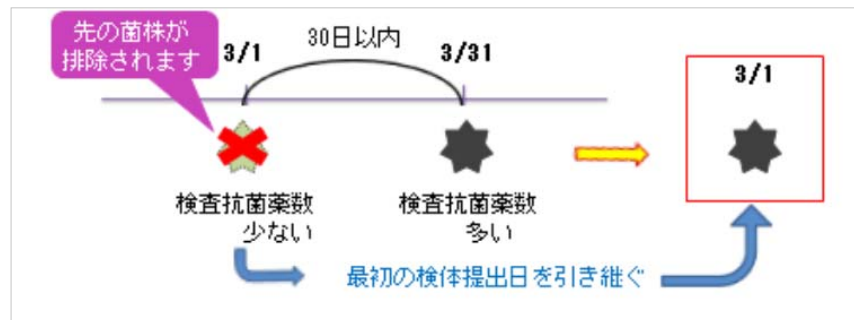 先の菌株が
排除されます
3/1
30日以内
3/31
3/1
検査抗菌薬数
少ない
検査抗菌薬数
多い
最初の検体提出日を引き継ぐ